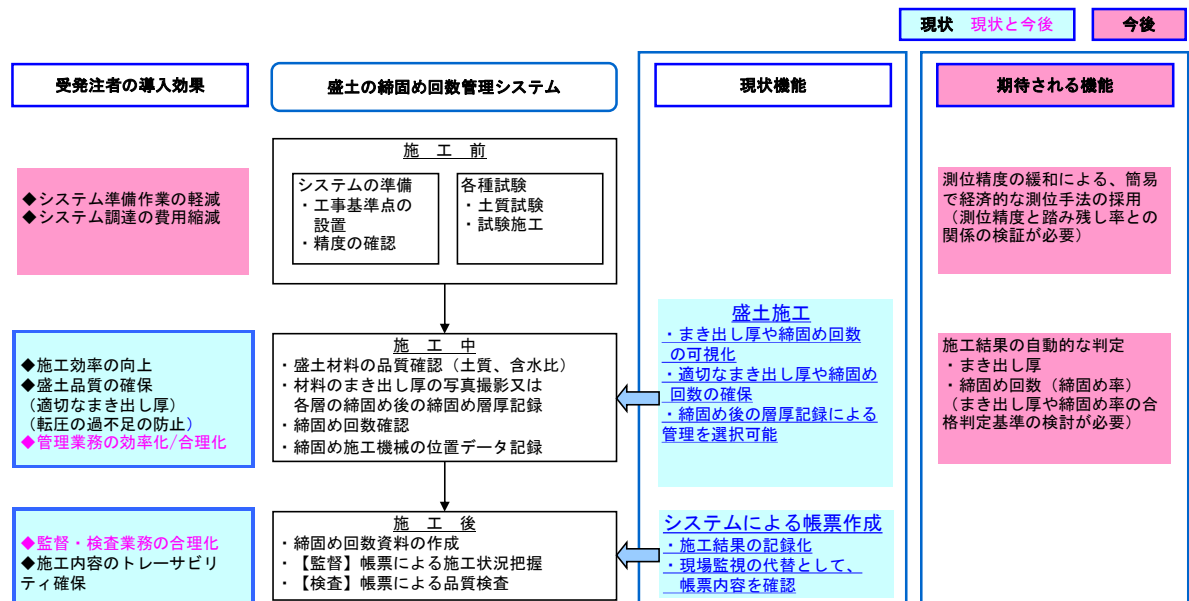 現状 現状と今後
今後
受発注者の導入効果
盛土の締固め回数管理システム
現状機能
期待される機能
◆システム準備作業の軽減
◆システム調達の費用縮減
施 工 前
システムの準備
・工事基準点の
設置
・精度の確認
各種試験
・土質試験
・試験施工
測位精度の緩和による、簡易
で経済的な測位手法の採用
（測位精度と踏み残し率との
関係の検証が必要）
◆施工効率の向上
◆盛土品質の確保
（適切なまき出し厚）
（転圧の過不足の防止）
◆管理業務の効率化/合理化
施 工 中
・盛土材料の品質確認（土質、含水比）
・材料のまき出し厚の写真撮影又は
各層の締固め後の締固め層厚記録
・締固め回数確認
・締固め施工機械の位置データ記録
盛土施工
・まき出し厚や締固め回数
の可視化
・適切なまき出し厚や締固め
回数の確保
・締固め後の層厚記録による
管理を選択可能
施工結果の自動的な判定
・まき出し厚
・締固め回数（締固め率）
（まき出し厚や締固め率の合
格判定基準の検討が必要）
◆監督・検査業務の合理化
◆施工内容のトレーサビリ
ティ確保
施 工 後
・締固め回数資料の作成
・【監督】帳票による施工状況把握
・【検査】帳票による品質検査
システムによる帳票作成
・施工結果の記録化
・現場監視の代替として、
帳票内容を確認